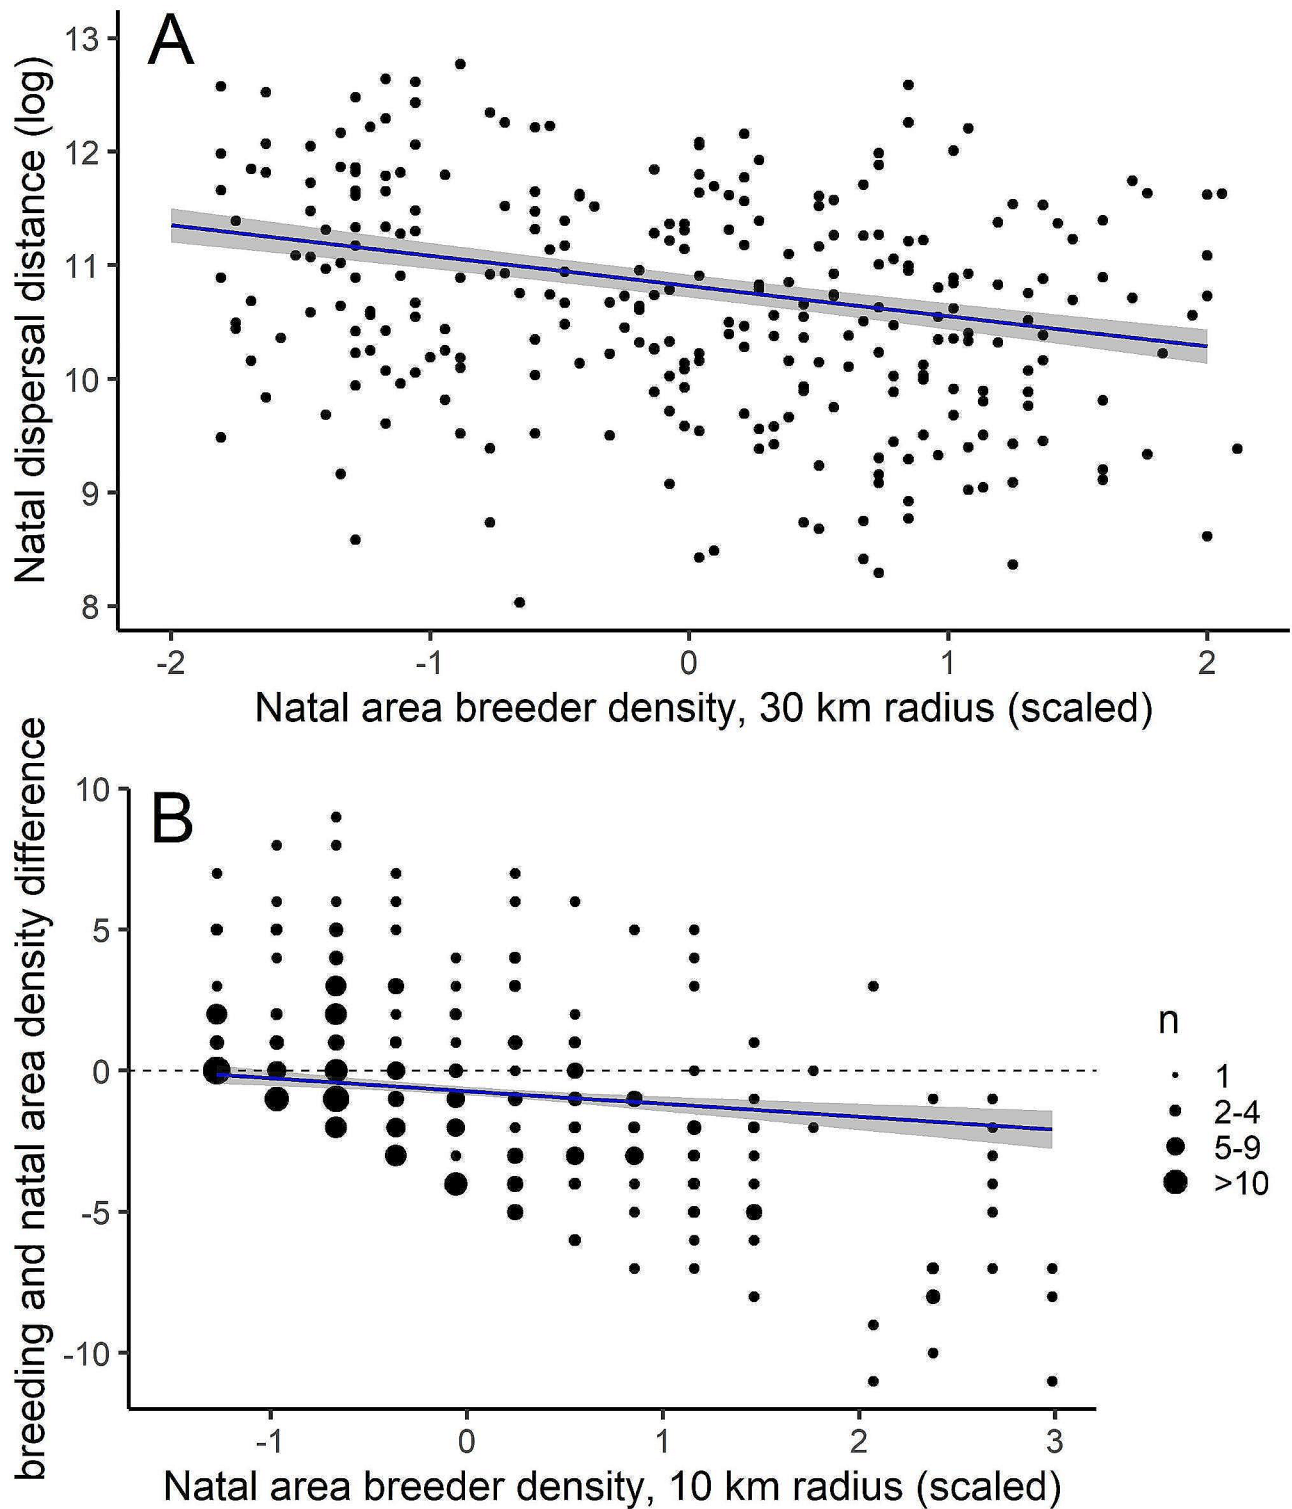 A
Natal dispersal distance (log)
13
12
11
10
9
8
-2 -1 0 1 2
Natal area breeder density, 30 km radius (scaled)
B
breeding and natal area density difference
10
5
0
-5
-10
-1 0 1 2 3
Natal area breeder density, 10 km radius (scaled)
n
1
2-4
5-9
>10